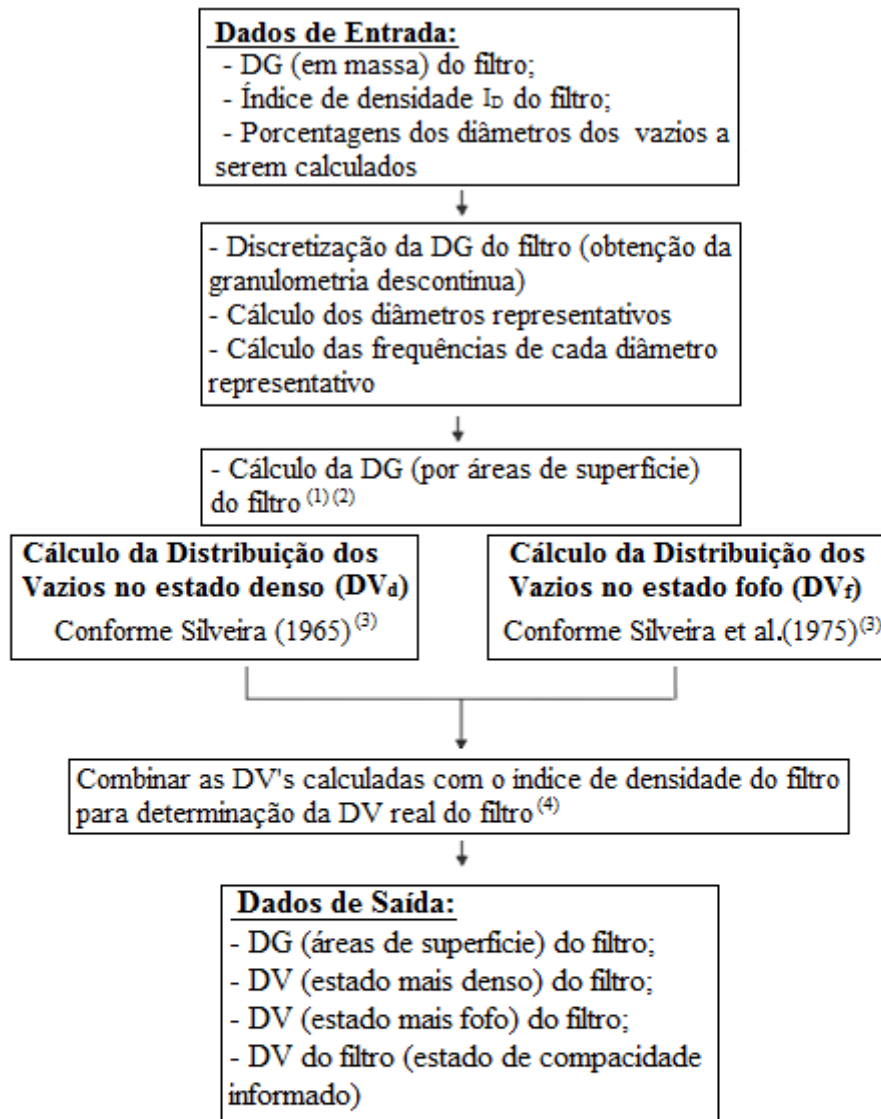 Dados de Entrada:
- DG (em massa) do filtro;
- Índice de densidade ID do filtro;
- Porcentagens dos diâmetros dos vazios a
serem calculados
- Discretização da DG do filtro (obtenção da
granulometria descontinua)
- Cálculo dos diâmetros representativos
- Cálculo das frequências de cada diâmetro
representativo
- Cálculo da DG (por áreas de superficie)
do filtro (1) (2)
Cálculo da Distribuição dos
Vazios no estado denso (DVd)
Conforme Silveira (1965) (3)
Cálculo da Distribuição dos
Vazios no estado fofo (DVf)
Conforme Silveira et al.(1975) (3)
Combinar as DV's calculadas com o indice de densidade do filtro
para determinação da DV real do filtro (4)
Dados de Saída:
- DG (áreas de superficie) do filtro;
- DV (estado mais denso) do filtro;
- DV (estado mais fofo) do filtro;
- DV do filtro (estado de compacidade
informado)